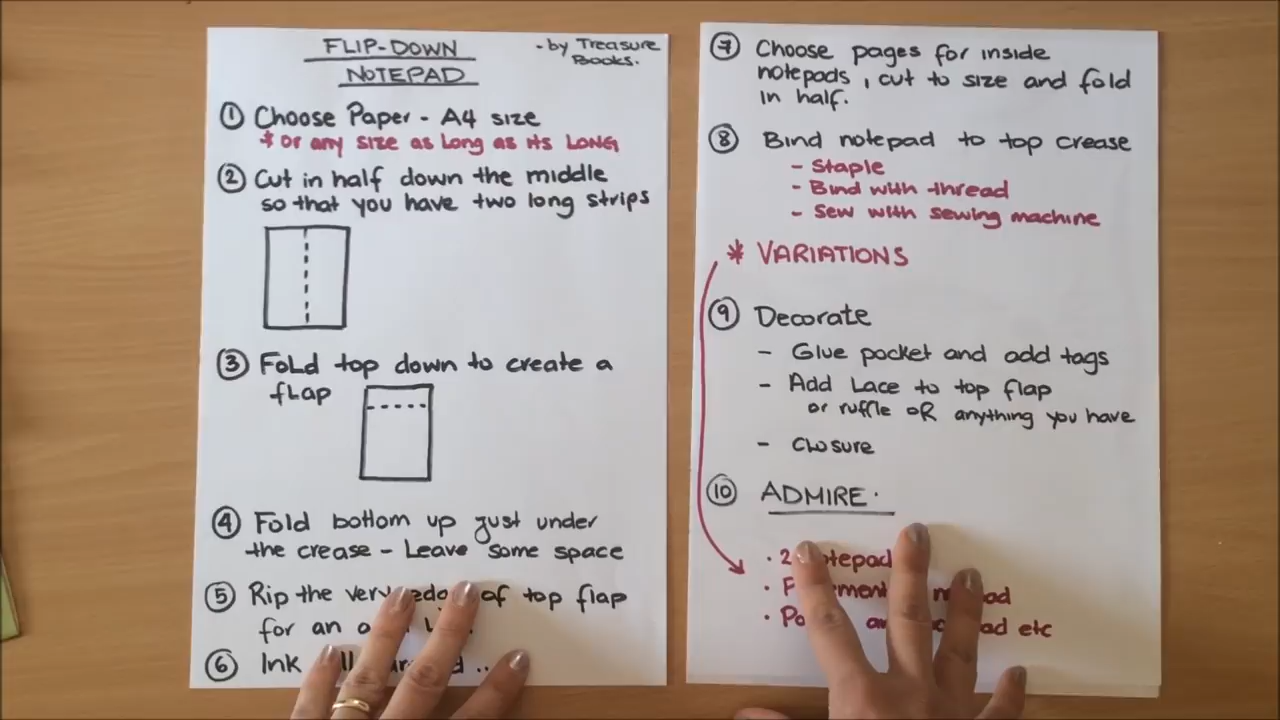 FLIP-DOWN
NOTEPAD
- by Treasure
Books.
① Choose Paper - A4 size
* or any size as long as its LONG
② Cut in half down the middle
so that you have two long strips
③ Fold top down to create a
flap
④ Fold bottom up just under
the crease - Leave some space
⑤ Rip the very of top flap
for an
⑥ Ink
⑦ Choose pages for inside
notepads, cut to size and fold
in half.
⑧ Bind notepad to top crease
- Staple
- Bind with thread
- Sew with sewing machine
* VARIATIONS
⑨ Decorate
- Glue pocket and add tags
- Add Lace to top flap
or ruffle OR anything you have
- Closure
⑩ ADMIRE.
• 2
•
• etc